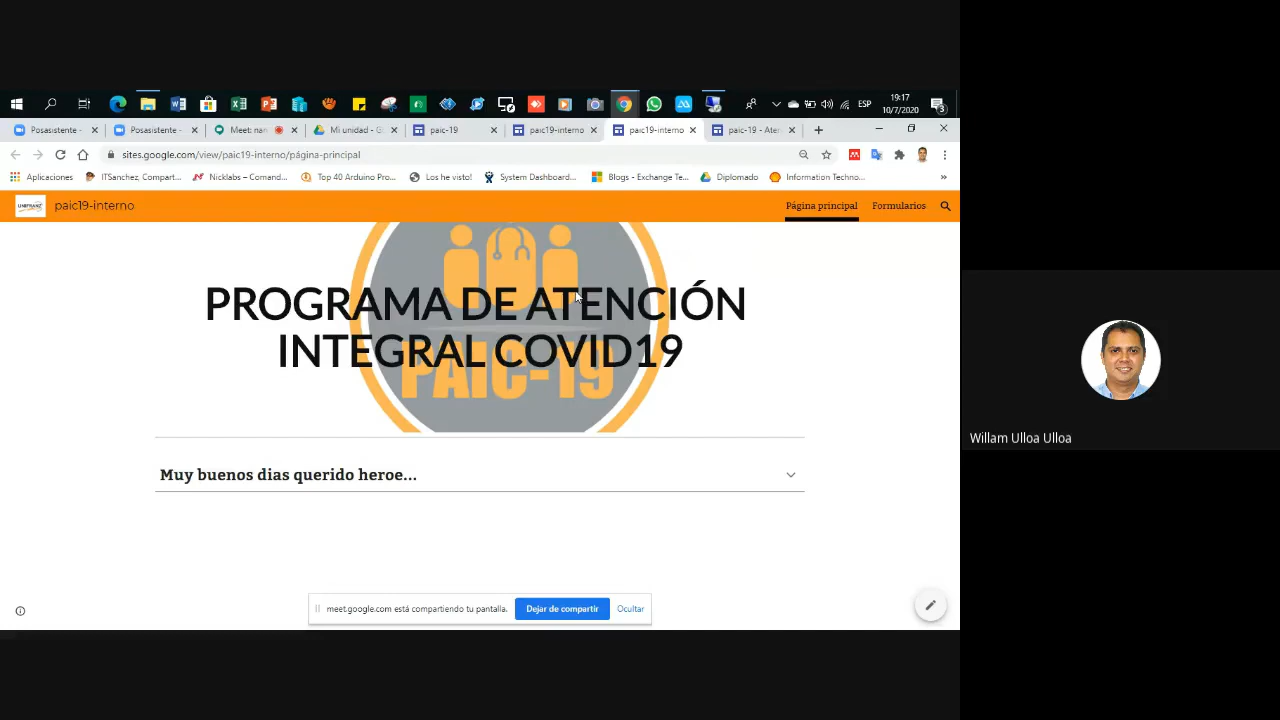 19:17
ESP
10/7/2020
3
Posasistente -
Posasistente -
Meet: nan
Mi unidad - G
paic-19
paic19-interno
paic19-interno
paic-19 - Aten
sites.google.com/view/paic19-interno/página-principal
Aplicaciones
ITSanchez, Compart...
Nicklabs – Comand...
Top 40 Arduino Pro...
Los he visto!
System Dashboard...
Blogs - Exchange Te...
Diplomado
Information Techno...
»
UNIFRANZ
paic19-interno
Página principal
Formularios
PROGRAMA DE ATENCIÓN
INTEGRAL COVID19
PAIC-19
Muy buenos dias querido heroe...
meet.google.com está compartiendo tu pantalla.
Dejar de compartir
Ocultar
Willam Ulloa Ulloa